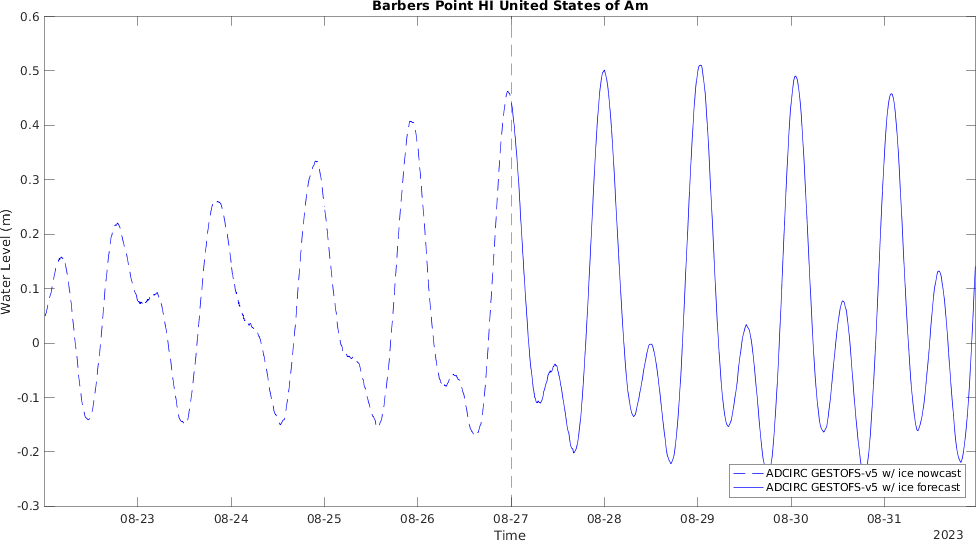 Barbers Point HI United States of Am
0.6
0.5
0.4
0.3
0.2
0.1
0
-0.1
-0.2
-0.3
Water Level (m)
ADCIRC GESTOFS-v5 w/ ice nowcast
ADCIRC GESTOFS-v5 w/ ice forecast
08-23 08-24 08-25 08-26 08-27 08-28 08-29 08-30 08-31
Time
2023